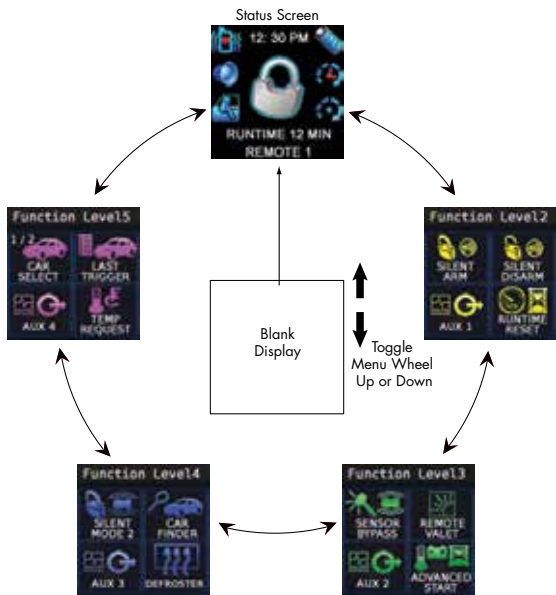 Status Screen
12: 30 PM
RUNTIME 12 MIN
REMOTE 1
Function Level5
1/2
CAR SELECT
LAST TRIGGER
AUX 4
TEMP REQUEST
Function Level2
SILENT ARM
SILENT DISARM
AUX 1
RUNTIME RESET
Blank
Display
Toggle
Menu Wheel
Up or Down
Function Level4
SILENT MODE 2
CAR FINDER
AUX 3
DEFROSTER
Function Level3
SENSOR BYPASS
REMOTE VALET
AUX 2
ADVANCED START